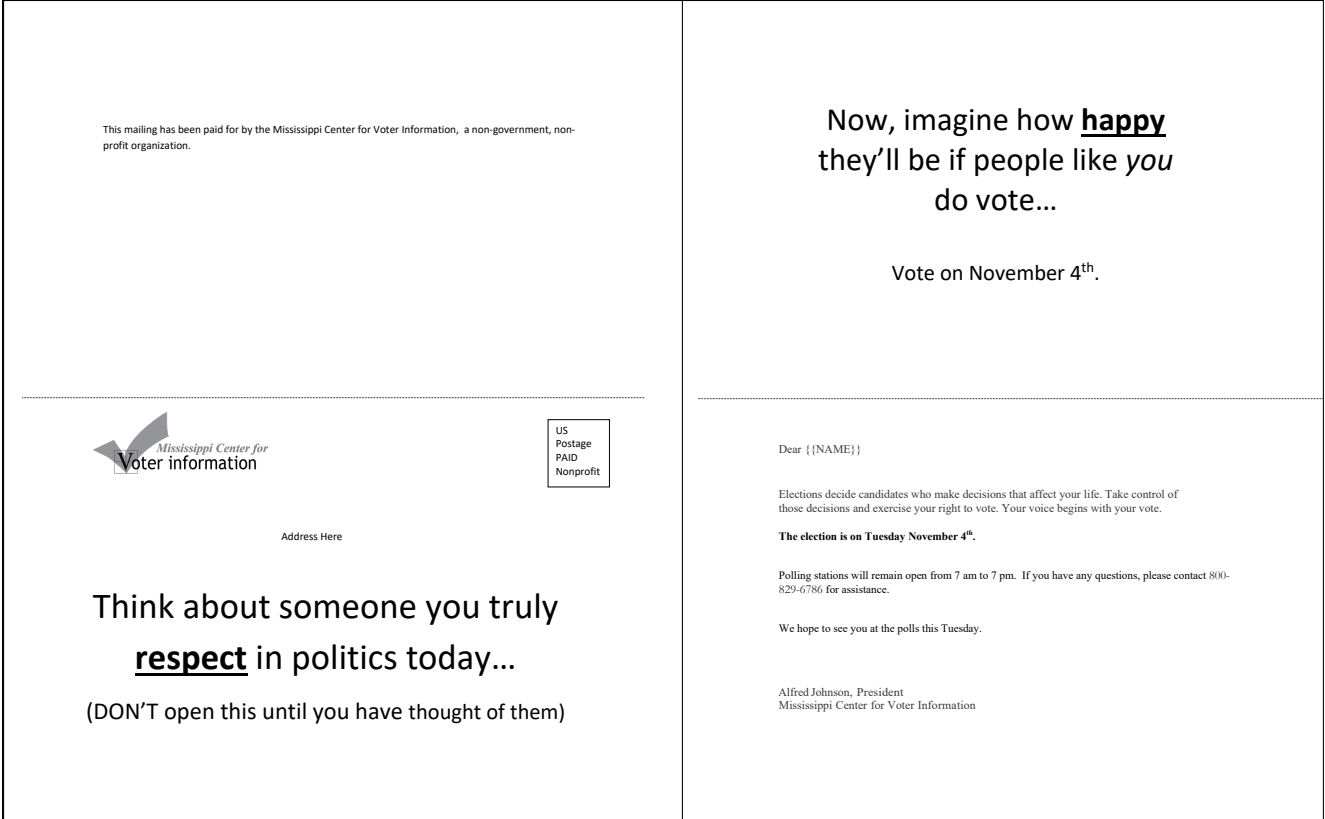 This mailing has been paid for by the Mississippi Center for Voter Information, a non-government, non-
profit organization.
Mississippi Center for
Voter information
US
Postage
PAID
Nonprofit
Address Here
Think about someone you truly
respect in politics today…
(DON’T open this until you have thought of them)
Now, imagine how happy
they’ll be if people like you
do vote…
Vote on November 4th.
Dear {{NAME}}
Elections decide candidates who make decisions that affect your life. Take control of
those decisions and exercise your right to vote. Your voice begins with your vote.
The election is on Tuesday November 4th.
Polling stations will remain open from 7 am to 7 pm. If you have any questions, please contact 800-
829-6786 for assistance.
We hope to see you at the polls this Tuesday.
Alfred Johnson, President
Mississippi Center for Voter Information